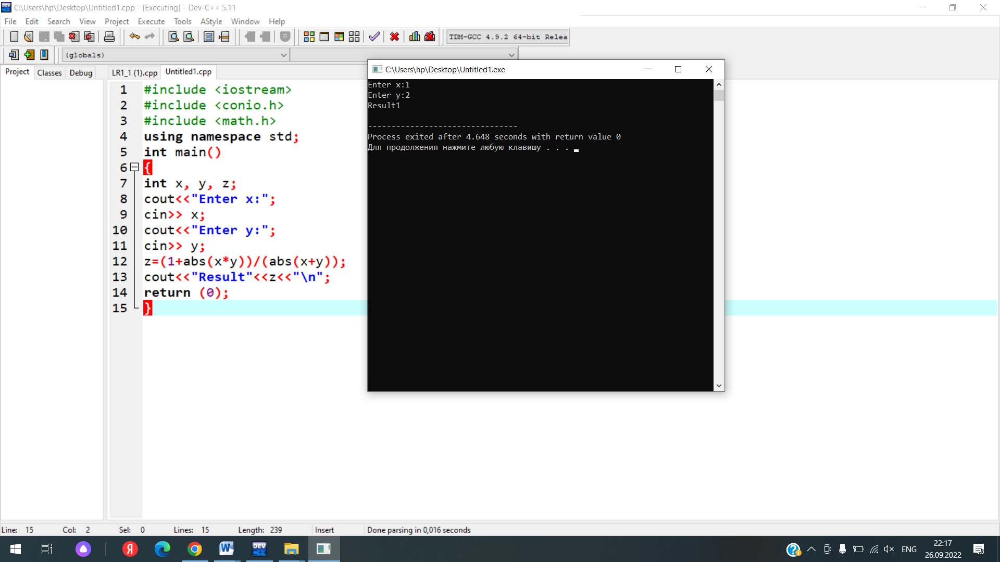 C:\Users\hp\Desktop\Untitled1.cpp - [Executing] - Dev-C++ 5.11
File Edit Search View Project Execute Tools AStyle Window Help
TDM-GCC 4.9.2 64-bit Relea
(globals)
Project Classes Debug
LR1_1 (1).cpp Untitled1.cpp
1 #include <iostream>
2 #include <conio.h>
3 #include <math.h>
4 using namespace std;
5 int main()
6 {
7 int x, y, z;
8 cout<<"Enter x:";
9 cin>> x;
10 cout<<"Enter y:";
11 cin>> y;
12 z=(1+abs(x*y))/(abs(x+y));
13 cout<<"Result"<<z<<"\n";
14 return (0);
15 }
C:\Users\hp\Desktop\Untitled1.exe
Enter x:1
Enter y:2
Result1
--------------------------------
Process exited after 4.648 seconds with return value 0
Для продолжения нажмите любую клавишу . . .
Line: 15 Col: 2 Sel: 0 Lines: 15 Length: 239 Insert Done parsing in 0,016 seconds
Я
W
DEV
C++
ENG
22:17
26.09.2022